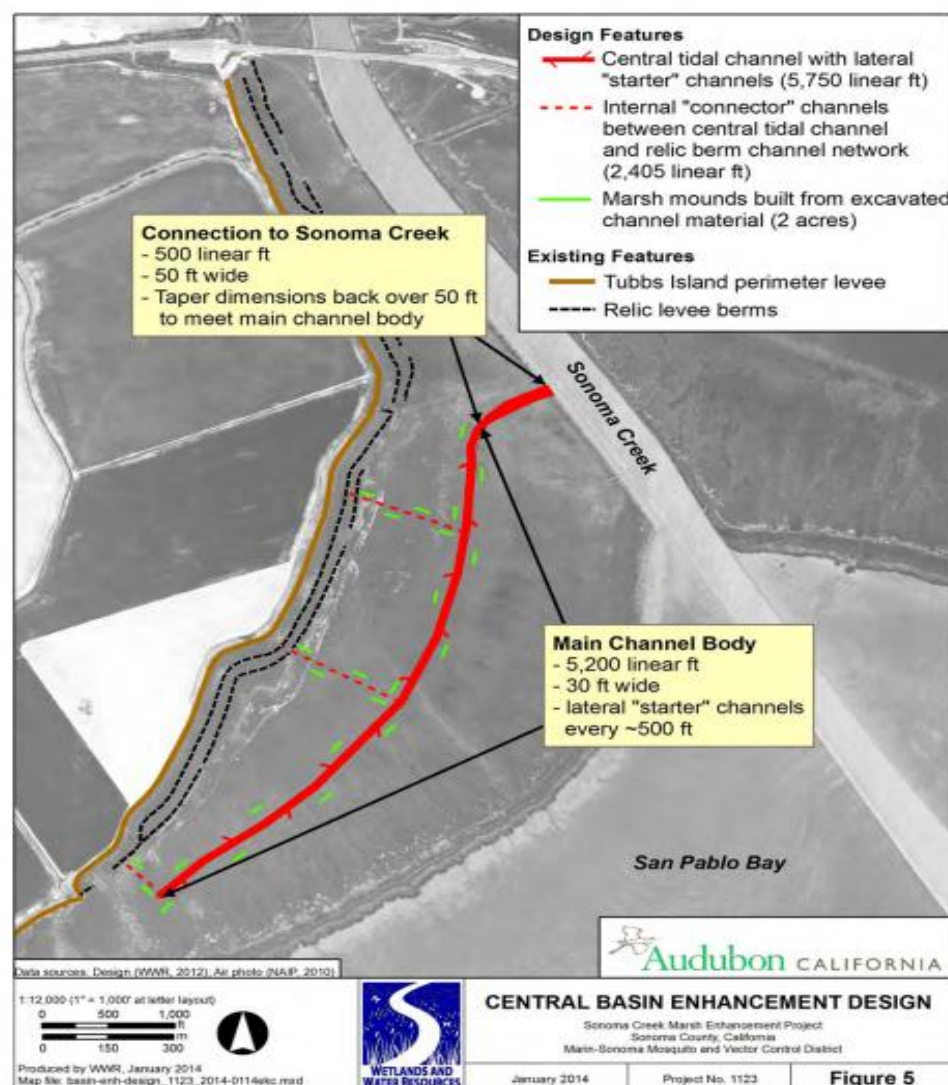 Design Features
Central tidal channel with lateral
"starter" channels (5,750 linear ft)
Internal "connector" channels
between central tidal channel
and relic berm channel network
(2,405 linear ft)
Marsh mounds built from excavated
channel material (2 acres)
Existing Features
Tubbs Island perimeter levee
Relic levee berms
Connection to Sonoma Creek
- 500 linear ft
- 50 ft wide
- Taper dimensions back over 50 ft
to meet main channel body
Sonoma Creek
Main Channel Body
- 5,200 linear ft
- 30 ft wide
- lateral "starter" channels
every ~500 ft
San Pablo Bay
Audubon CALIFORNIA
Data sources: Design (WWR, 2012), Air photo (NAIP, 2010)
1:12,000 (1" = 1,000' at letter layout)
0 500 1,000
ft
m
0 150 300
Produced by WWR, January 2014
Map file: basin-enh-design_1123_2014-0114ekc.mxd
WETLANDS AND
WATER RESOURCES
CENTRAL BASIN ENHANCEMENT DESIGN
Sonoma Creek Marsh Enhancement Project
Sonoma County, California
Marin-Sonoma Mosquito and Vector Control District
January 2014
Project No. 1123
Figure 5